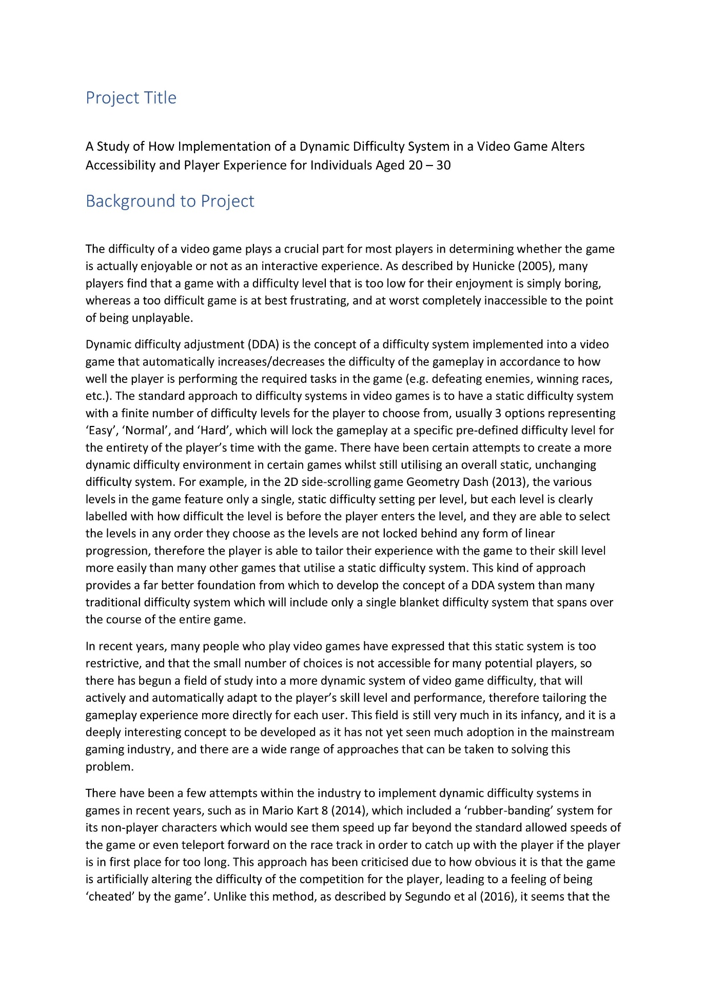 Project Title
A Study of How Implementation of a Dynamic Difficulty System in a Video Game Alters
Accessibility and Player Experience for Individuals Aged 20 – 30
Background to Project
The difficulty of a video game plays a crucial part for most players in determining whether the game
is actually enjoyable or not as an interactive experience. As described by Hunicke (2005), many
players find that a game with a difficulty level that is too low for their enjoyment is simply boring,
whereas a too difficult game is at best frustrating, and at worst completely inaccessible to the point
of being unplayable.
Dynamic difficulty adjustment (DDA) is the concept of a difficulty system implemented into a video
game that automatically increases/decreases the difficulty of the gameplay in accordance to how
well the player is performing the required tasks in the game (e.g. defeating enemies, winning races,
etc.). The standard approach to difficulty systems in video games is to have a static difficulty system
with a finite number of difficulty levels for the player to choose from, usually 3 options representing
‘Easy’, ‘Normal’, and ‘Hard’, which will lock the gameplay at a specific pre-defined difficulty level for
the entirety of the player’s time with the game. There have been certain attempts to create a more
dynamic difficulty environment in certain games whilst still utilising an overall static, unchanging
difficulty system. For example, in the 2D side-scrolling game Geometry Dash (2013), the various
levels in the game feature only a single, static difficulty setting per level, but each level is clearly
labelled with how difficult the level is before the player enters the level, and they are able to select
the levels in any order they choose as the levels are not locked behind any form of linear
progression, therefore the player is able to tailor their experience with the game to their skill level
more easily than many other games that utilise a static difficulty system. This kind of approach
provides a far better foundation from which to develop the concept of a DDA system than many
traditional difficulty system which will include only a single blanket difficulty system that spans over
the course of the entire game.
In recent years, many people who play video games have expressed that this static system is too
restrictive, and that the small number of choices is not accessible for many potential players, so
there has begun a field of study into a more dynamic system of video game difficulty, that will
actively and automatically adapt to the player’s skill level and performance, therefore tailoring the
gameplay experience more directly for each user. This field is still very much in its infancy, and it is a
deeply interesting concept to be developed as it has not yet seen much adoption in the mainstream
gaming industry, and there are a wide range of approaches that can be taken to solving this
problem.
There have been a few attempts within the industry to implement dynamic difficulty systems in
games in recent years, such as in Mario Kart 8 (2014), which included a ‘rubber-banding’ system for
its non-player characters which would see them speed up far beyond the standard allowed speeds of
the game or even teleport forward on the race track in order to catch up with the player if the player
is in first place for too long. This approach has been criticised due to how obvious it is that the game
is artificially altering the difficulty of the competition for the player, leading to a feeling of being
‘cheated’ by the game’. Unlike this method, as described by Segundo et al (2016), it seems that the